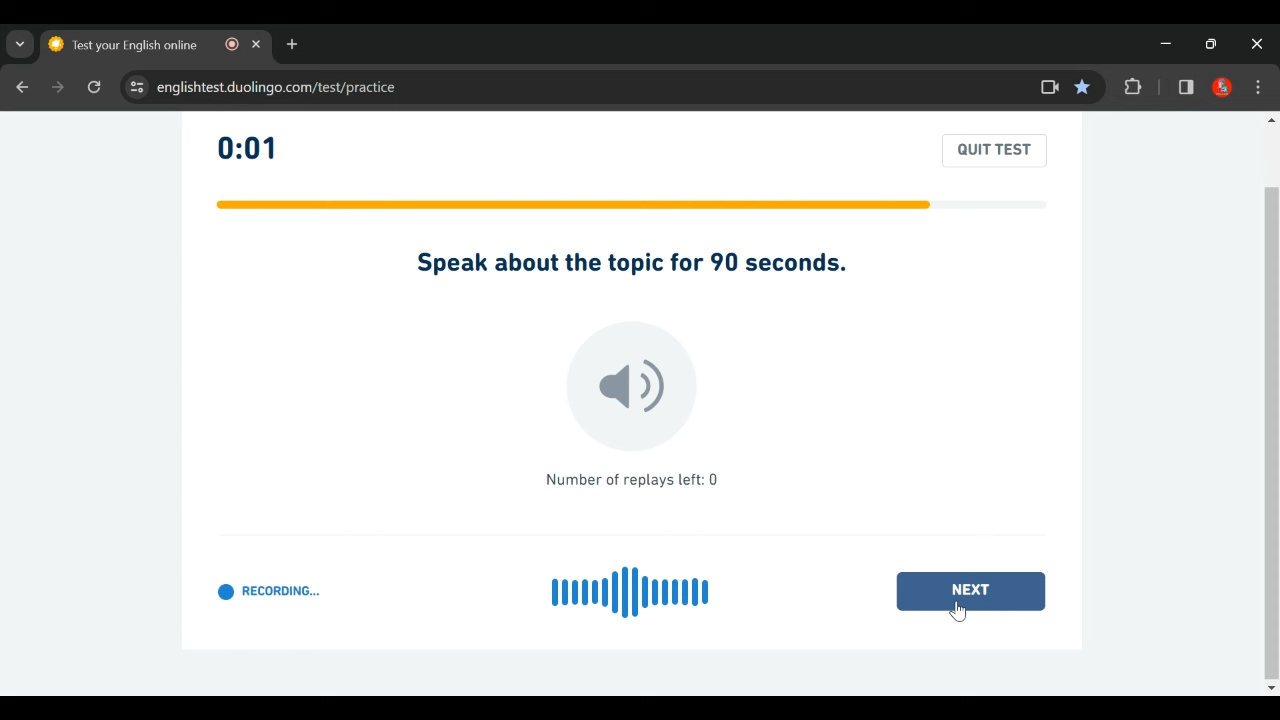 Test your English online
englishtest.duolingo.com/test/practice
0:01
QUIT TEST
Speak about the topic for 90 seconds.
Number of replays left: 0
RECORDING...
NEXT